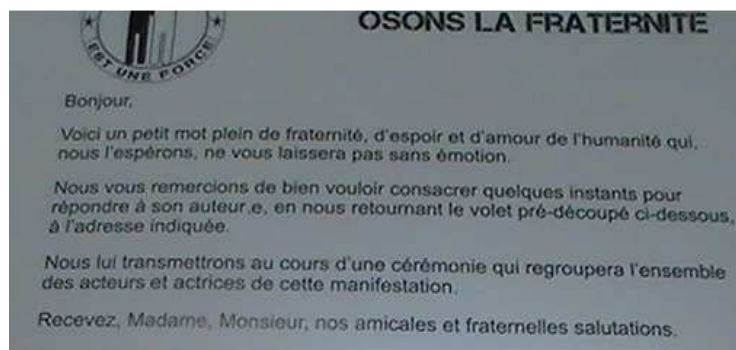 OSONS LA FRATERNITE
EST UNE FORCE
Bonjour,
Voici un petit mot plein de fraternité, d'espoir et d'amour de l'humanité qui,
nous l'espérons, ne vous laissera pas sans émotion.
Nous vous remercions de bien vouloir consacrer quelques instants pour
répondre à son auteur.e, en nous retournant le volet pré-découpé ci-dessous,
à l'adresse indiquée.
Nous lui transmettrons au cours d'une cérémonie qui regroupera l'ensemble
des acteurs et actrices de cette manifestation.
Recevez, Madame, Monsieur, nos amicales et fraternelles salutations.